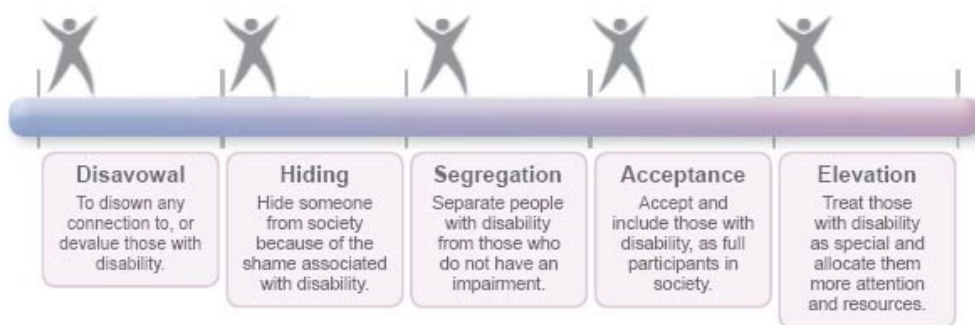 Disavowal
To disown any
connection to, or
devalue those with
disability.
Hiding
Hide someone
from society
because of the
shame associated
with disability.
Segregation
Separate people
with disability
from those who
do not have an
impairment.
Acceptance
Accept and
include those with
disability, as full
participants in
society.
Elevation
Treat those
with disability
as special and
allocate them
more attention
and resources.